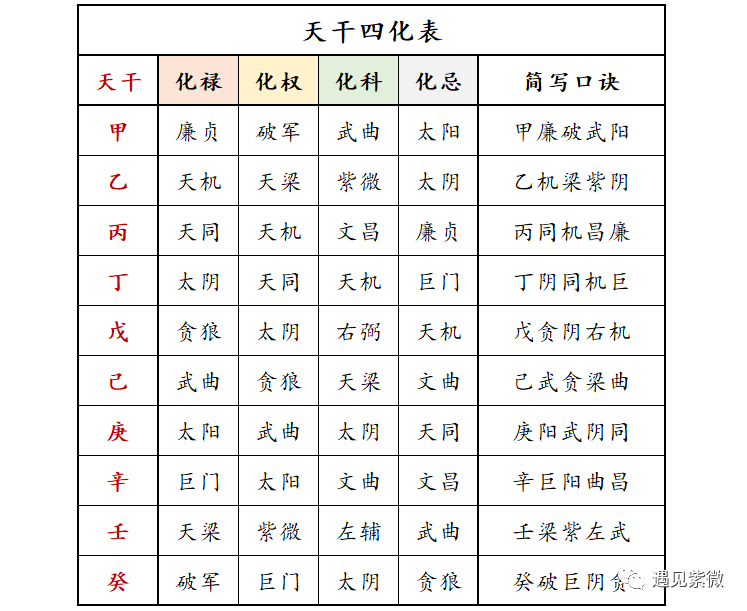 天干四化表
天干 化禄 化权 化科 化忌 简写口诀
甲 廉贞 破军 武曲 太阳 甲廉破武阳
乙 天机 天梁 紫微 太阴 乙机梁紫阴
丙 天同 天机 文昌 廉贞 丙同机昌廉
丁 太阴 天同 天机 巨门 丁阴同机巨
戊 贪狼 太阴 右弼 天机 戊贪阴右机
己 武曲 贪狼 天梁 文曲 己武贪梁曲
庚 太阳 武曲 太阴 天同 庚阳武阴同
辛 巨门 太阳 文曲 文昌 辛巨阳曲昌
壬 天梁 紫微 左辅 武曲 壬梁紫左武
癸 破军 巨门 太阴 贪狼 癸破巨阴贪
遇见紫微